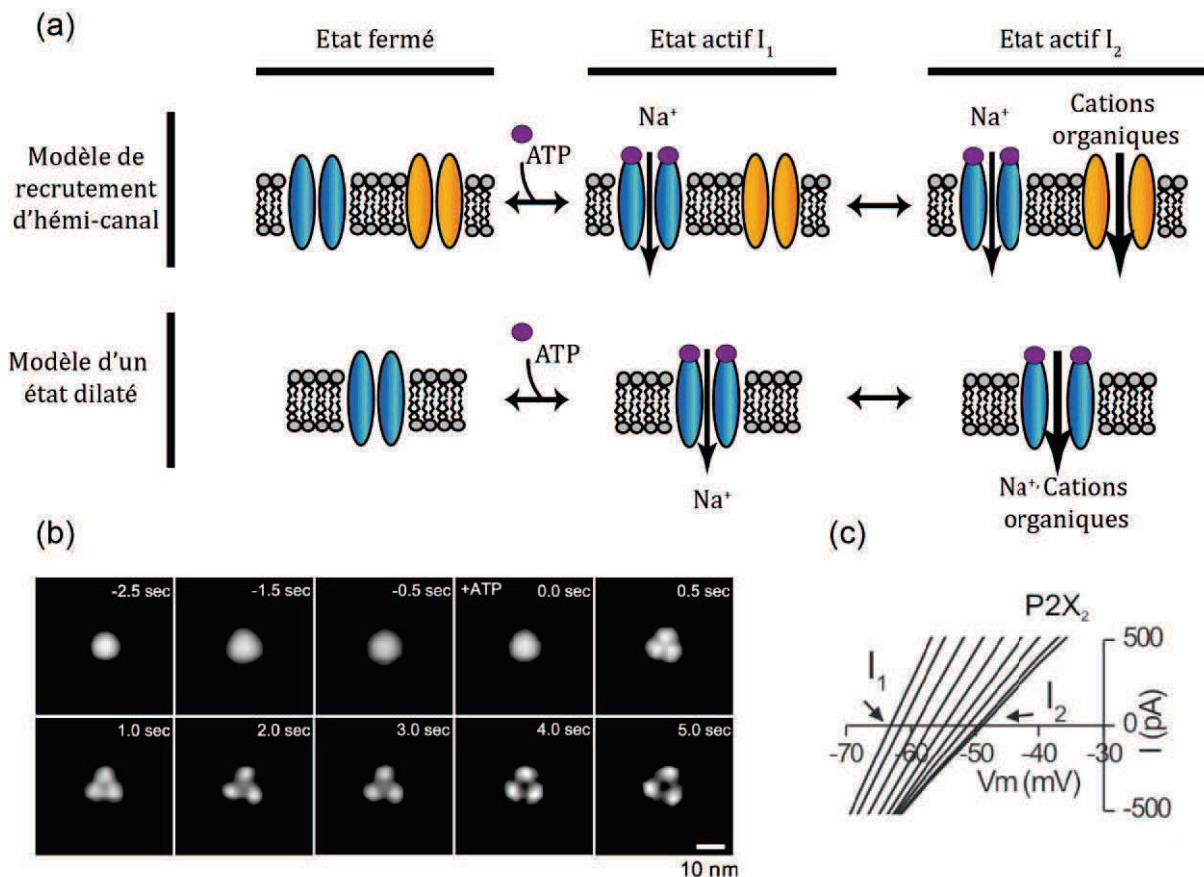 (a)
Etat fermé
Etat actif I₁
Etat actif I₂
Modèle de
recrutement
d'hémi-canal
ATP
Na⁺
Na⁺
Cations
organiques
Modèle d'un
état dilaté
ATP
Na⁺
Na⁺, Cations
organiques
(b)
-2.5 sec
-1.5 sec
-0.5 sec
+ATP 0.0 sec
0.5 sec
1.0 sec
2.0 sec
3.0 sec
4.0 sec
5.0 sec
10 nm
(c)
P2X₂
500
I₁
I₂
0
I (pA)
-70 -60 -50 -40 -30
Vm (mV)
-500